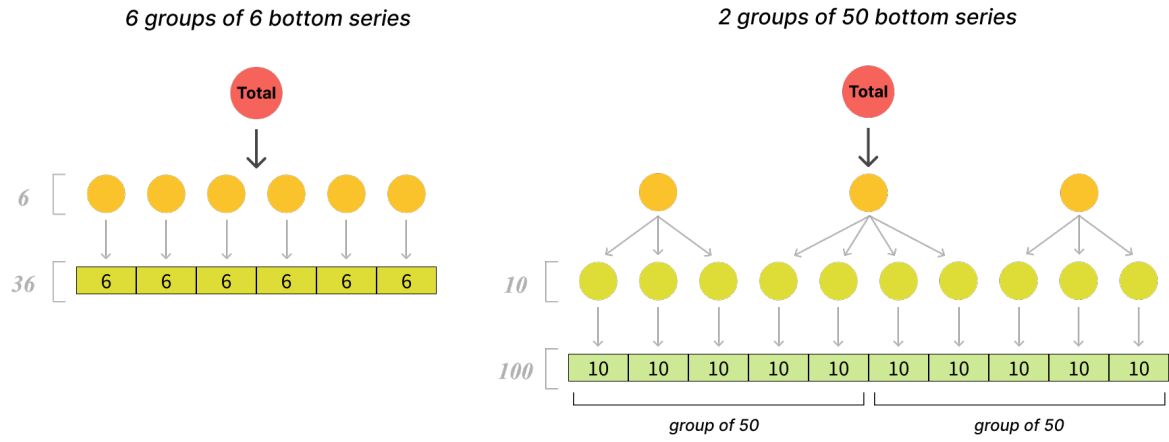 6 groups of 6 bottom series
Total
6
36
6 6 6 6 6 6
2 groups of 50 bottom series
Total
10
100
10 10 10 10 10 10 10 10 10 10
group of 50
group of 50